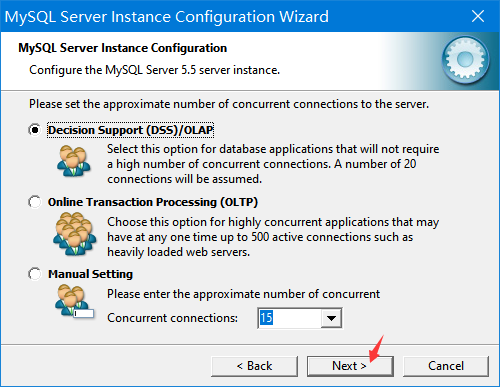 MySQL Server Instance Configuration Wizard
MySQL Server Instance Configuration
Configure the MySQL Server 5.5 server instance.
Please set the approximate number of concurrent connections to the server.
Decision Support (DSS)/OLAP
Select this option for database applications that will not require
a high number of concurrent connections. A number of 20
connections will be assumed.
Online Transaction Processing (OLTP)
Choose this option for highly concurrent applications that may
have at any one time up to 500 active connections such as
heavily loaded web servers.
Manual Setting
Please enter the approximate number of concurrent
Concurrent connections: 15
< Back Next > Cancel